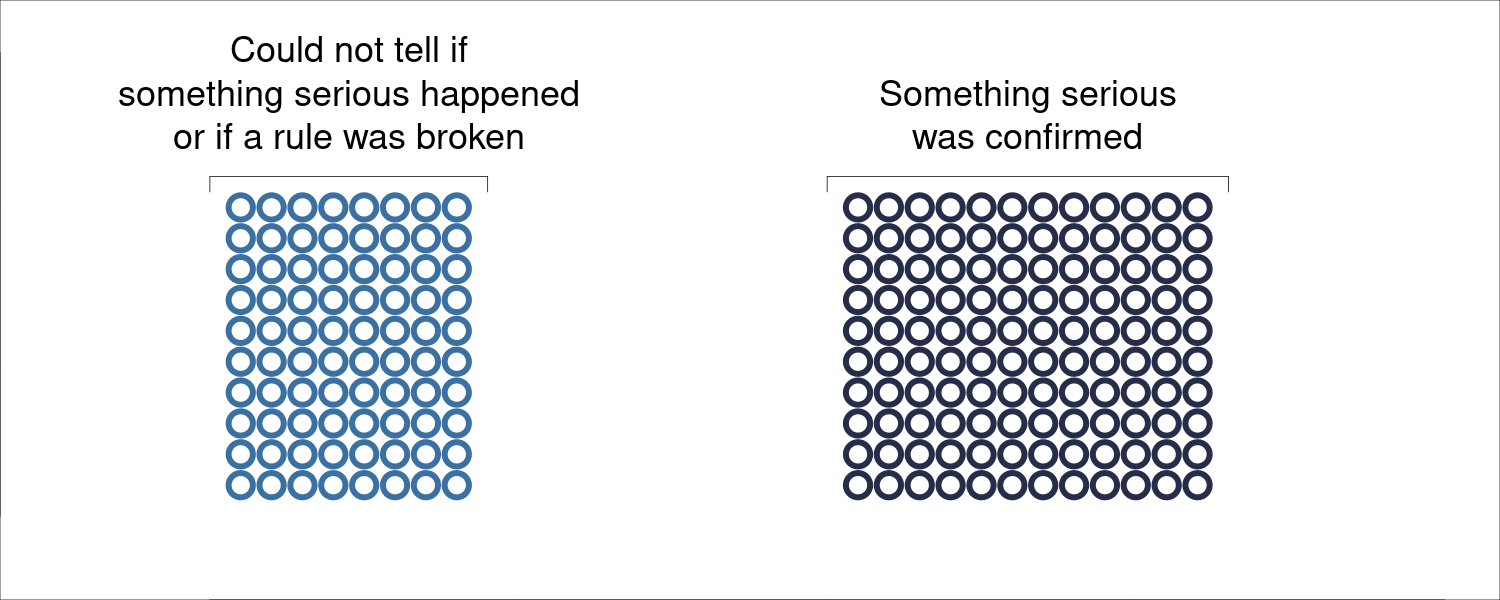 Could not tell if
something serious happened
or if a rule was broken
Something serious
was confirmed